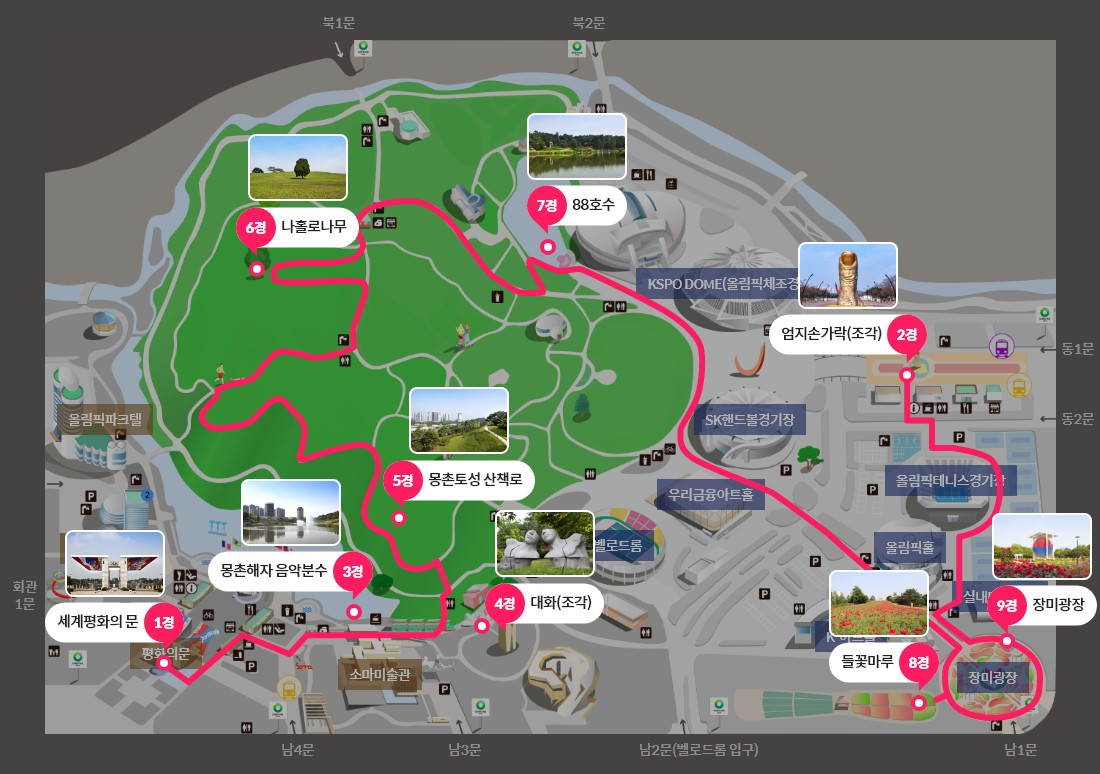 북1문
북2문
7경 88호수
6경 나홀로나무
KSPO DOME(올림픽체조경
엄지손가락(조각) 2경
동1문
동2문
올림픽파크텔
SK핸드볼경기장
P
5경 몽촌토성 산책로
올림픽테니스경기장
우리금융아트홀
P
P
P
2
벨로드롬
올림픽홀
몽촌해자 음악분수 3경
P
회관
1문
4경 대화(조각)
P
실내
9경 장미광장
세계평화의 문 1경
평화의문
들꽃마루 8경
P
소마미술관
장미광장
P
남4문
남3문
남2문(벨로드롬 입구)
남1문